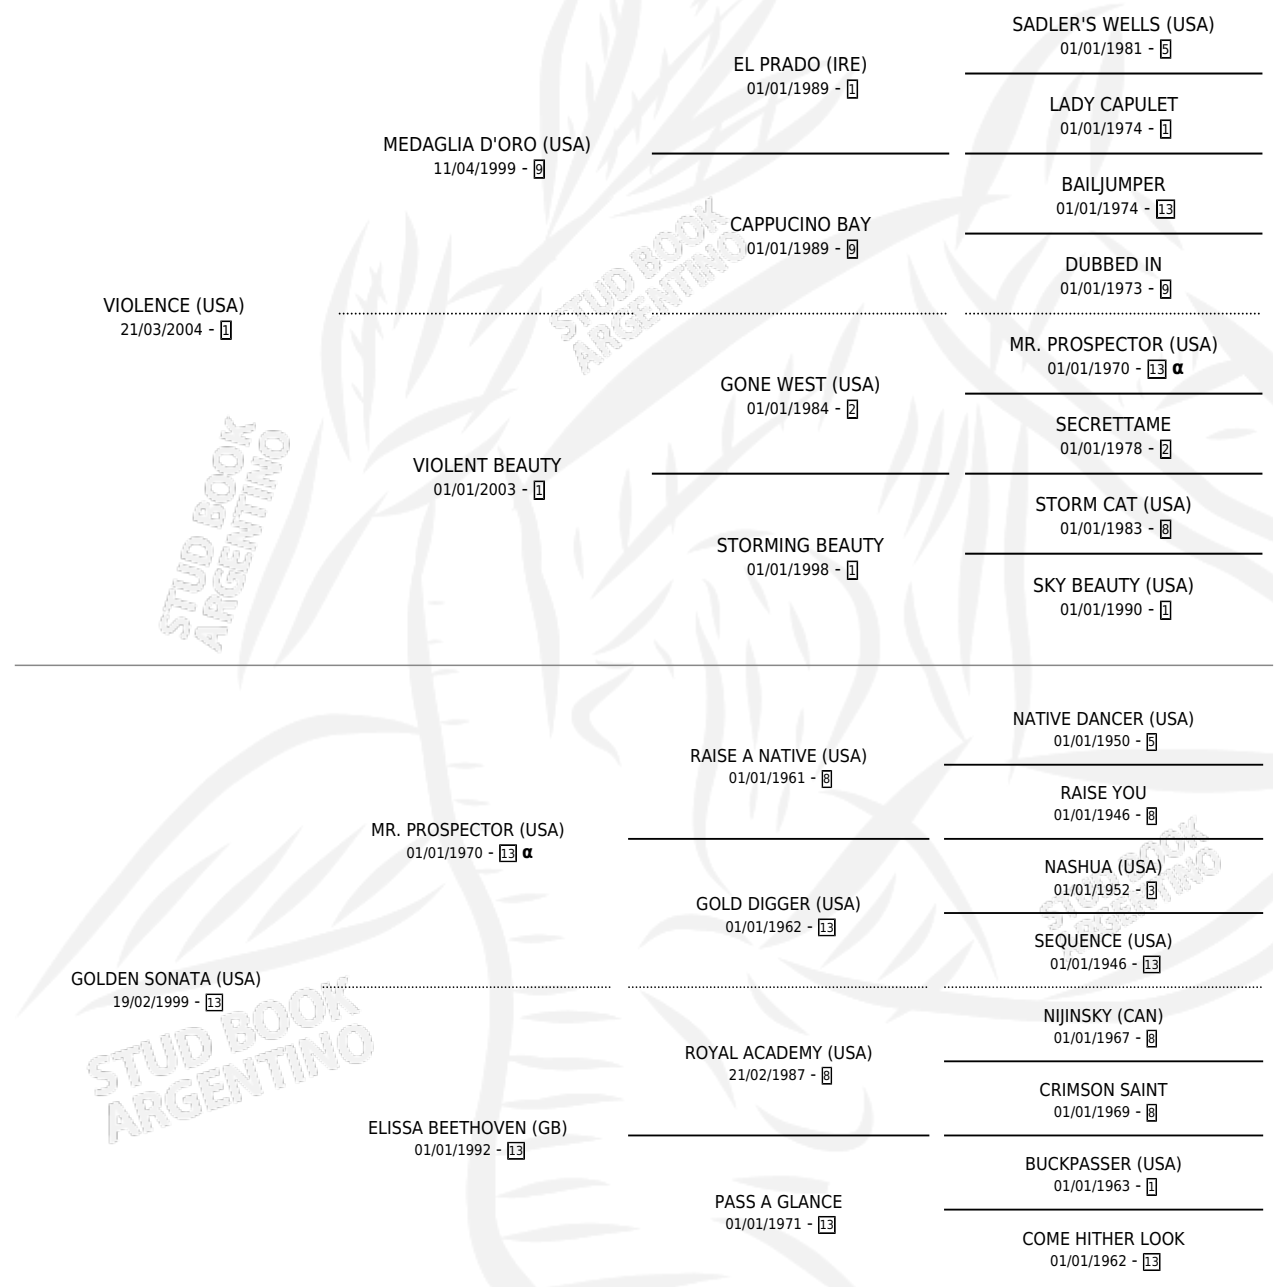 SADLER'S WELLS (USA)
01/01/1981 - 5
EL PRADO (IRE)
01/01/1989 - 1
LADY CAPULET
01/01/1974 - 1
MEDAGLIA D'ORO (USA)
11/04/1999 - 9
BAILJUMPER
01/01/1974 - 13
CAPPUCINO BAY
01/01/1989 - 9
DUBBED IN
01/01/1973 - 9
VIOLENCE (USA)
21/03/2004 - 1
MR. PROSPECTOR (USA)
01/01/1970 - 13 α
GONE WEST (USA)
01/01/1984 - 2
SECRETTAME
01/01/1978 - 2
VIOLENT BEAUTY
01/01/2003 - 1
STORM CAT (USA)
01/01/1983 - 8
STORMING BEAUTY
01/01/1998 - 1
SKY BEAUTY (USA)
01/01/1990 - 1
NATIVE DANCER (USA)
01/01/1950 - 5
RAISE A NATIVE (USA)
01/01/1961 - 8
RAISE YOU
01/01/1946 - 8
MR. PROSPECTOR (USA)
01/01/1970 - 13 α
NASHUA (USA)
01/01/1952 - 3
GOLD DIGGER (USA)
01/01/1962 - 13
SEQUENCE (USA)
01/01/1946 - 13
GOLDEN SONATA (USA)
19/02/1999 - 13
NIJINSKY (CAN)
01/01/1967 - 8
ROYAL ACADEMY (USA)
21/02/1987 - 8
CRIMSON SAINT
01/01/1969 - 8
ELISSA BEETHOVEN (GB)
01/01/1992 - 13
BUCKPASSER (USA)
01/01/1963 - 1
PASS A GLANCE
01/01/1971 - 13
COME HITHER LOOK
01/01/1962 - 13
STUD BOOK
ARGENTINO
STUD BOOK
ARGENTINO
STUD BOOK
ARGENTINO
STUD BOOK
ARGENTINO